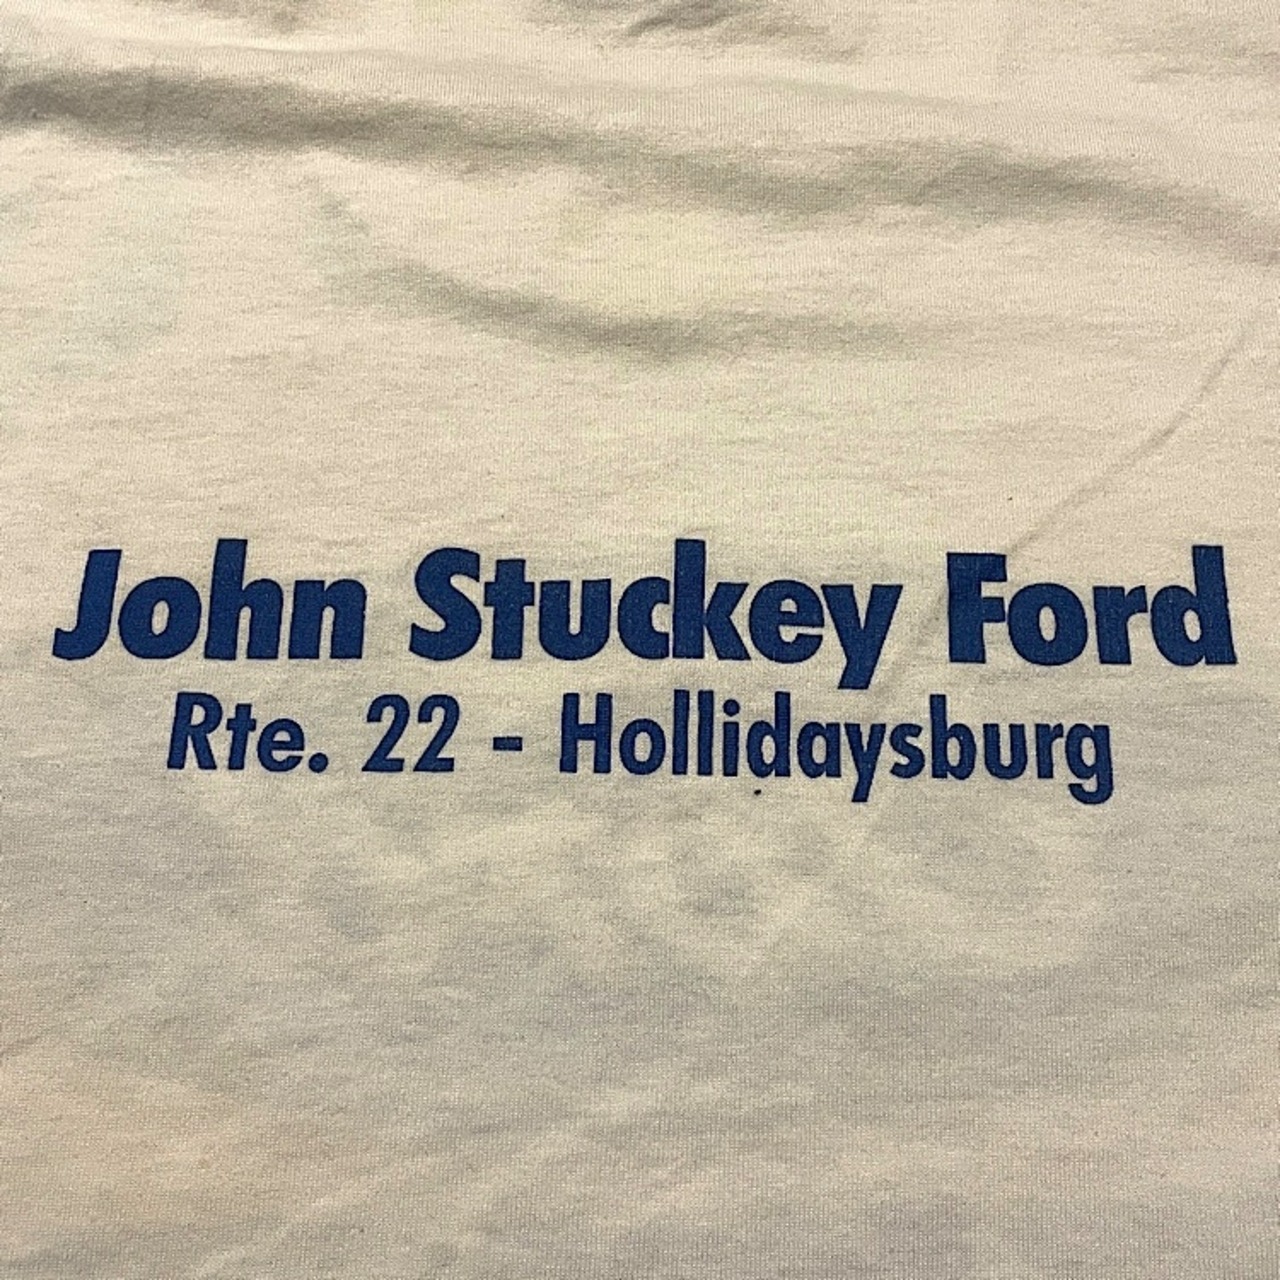 John Stuckey Ford
Rte. 22 - Hollidaysburg